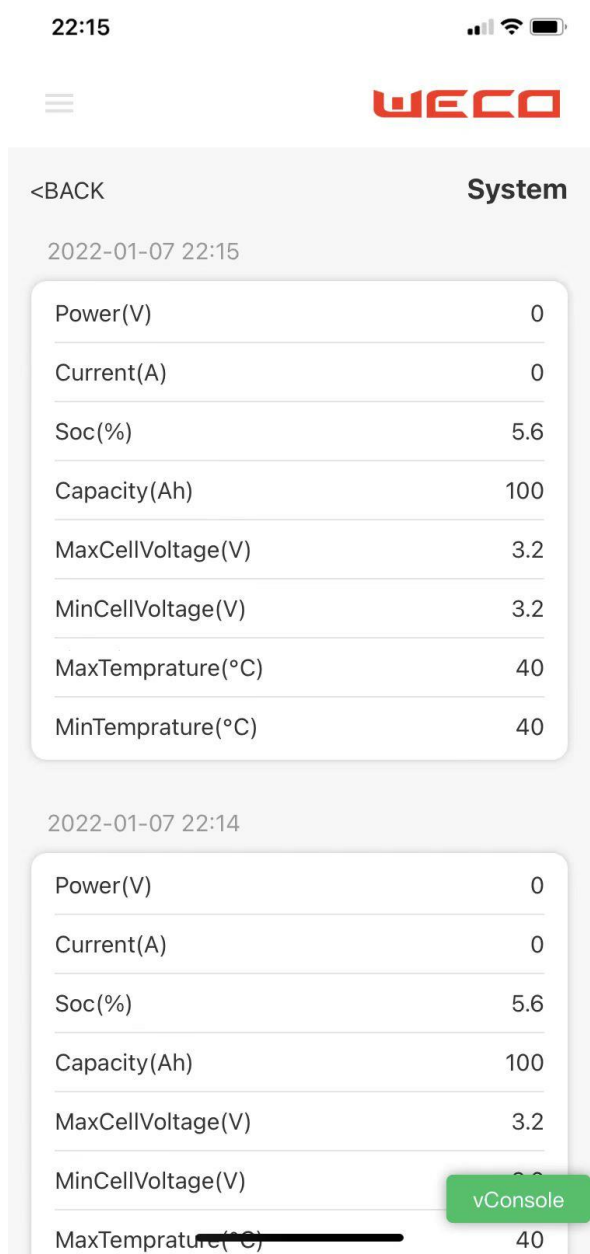 22:15
WECO
<BACK System
2022-01-07 22:15
Power(V) 0
Current(A) 0
Soc(%) 5.6
Capacity(Ah) 100
MaxCellVoltage(V) 3.2
MinCellVoltage(V) 3.2
MaxTemprature(°C) 40
MinTemprature(°C) 40
2022-01-07 22:14
Power(V) 0
Current(A) 0
Soc(%) 5.6
Capacity(Ah) 100
MaxCellVoltage(V) 3.2
MinCellVoltage(V)
vConsole
MaxTemprature(°C) 40